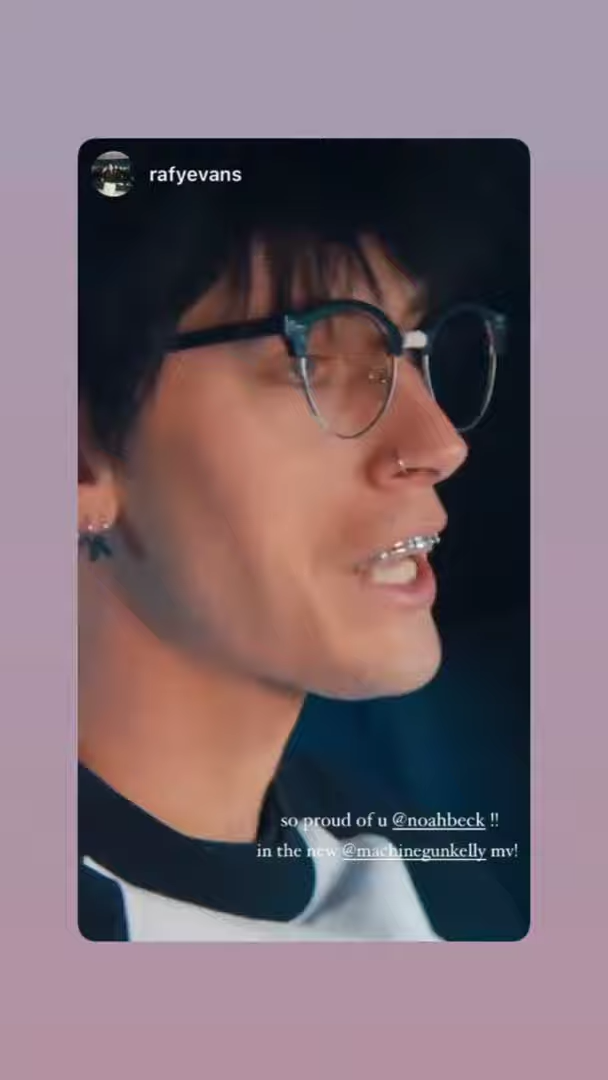 rafyevans
so proud of u @noahbeck !!
in the new @machinegunkelly mv!